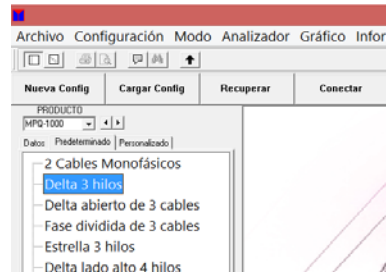 Archivo Configuración Modo Analizador Gráfico Infor
Nueva Config Cargar Config Recuperar Conectar
PRODUCTO
MPQ-1000
Datos Predeterminado Personalizado
2 Cables Monofásicos
Delta 3 hilos
Delta abierto de 3 cables
Fase dividida de 3 cables
Estrella 3 hilos
Delta lado alto 4 hilos